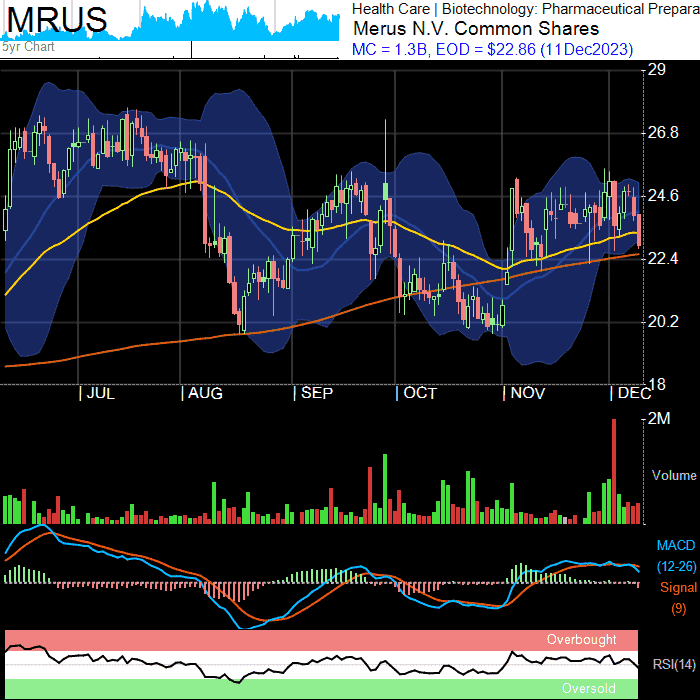 MRUS
5yr Chart
Health Care | Biotechnology: Pharmaceutical Prepara
Merus N.V. Common Shares
MC = 1.3B, EOD = $22.86 (11Dec2023)
29
26.8
24.6
22.4
20.2
18
| JUL | AUG | SEP | OCT | NOV | DEC
2M
Volume
MACD
(12-26)
Signal
(9)
Overbought
RSI(14)
Oversold